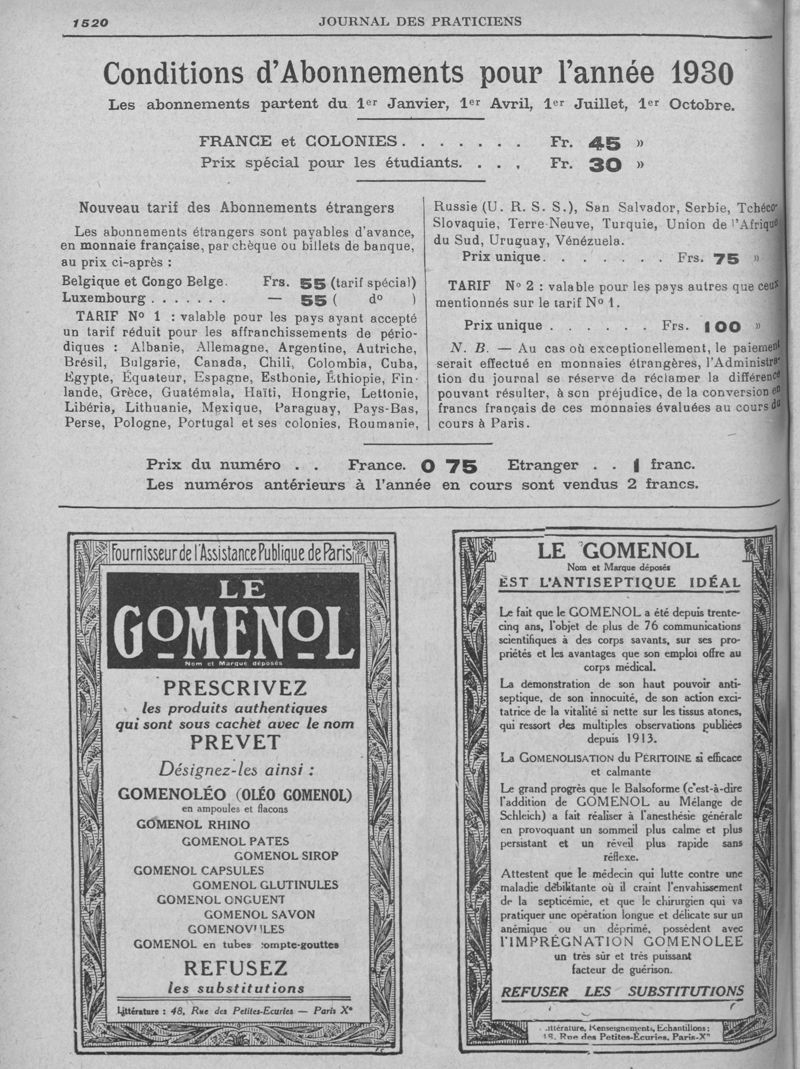 1520
JOURNAL DES PRATICIENS
Conditions d'Abonnements pour l'année 1930
Les abonnements partent du 1er Janvier, 1er Avril, 1er Juillet, 1er Octobre.
FRANCE et COLONIES. . . . . . . Fr. 45 »
Prix spécial pour les étudiants. . . . Fr. 30 »
Nouveau tarif des Abonnements étrangers
Les abonnements étrangers sont payables d'avance,
en monnaie française, par chèque ou billets de banque,
au prix ci-après :
Belgique et Congo Belge. Frs. 55 (tarif spécial)
Luxembourg . . . . . . . — 55 ( do )
TARIF No 1 : valable pour les pays ayant accepté
un tarif réduit pour les affranchissements de pério-
diques : Albanie, Allemagne, Argentine, Autriche,
Brésil, Bulgarie, Canada, Chili, Colombia, Cuba,
Egypte, Equateur, Espagne, Esthonie, Éthiopie, Fin-
lande, Grèce, Guatémala, Haïti, Hongrie, Lettonie,
Libéria, Lithuanie, Mexique, Paraguay, Pays-Bas,
Perse, Pologne, Portugal et ses colonies, Roumanie,
Russie (U. R. S. S.), San Salvador, Serbie, Tchéco-
Slovaquie, Terre-Neuve, Turquie, Union de l'Afrique
du Sud, Uruguay, Vénézuela.
Prix unique. . . . . . . Frs. 75 »
TARIF No 2 : valable pour les pays autres que ceux
mentionnés sur le tarif No 1.
Prix unique . . . . . . Frs. 100 »
N. B. — Au cas où exceptionellement, le paiement
serait effectué en monnaies étrangères, l'Administra-
tion du journal se réserve de réclamer la différence
pouvant résulter, à son préjudice, de la conversion en
francs français de ces monnaies évaluées au cours du
cours à Paris.
Prix du numéro . . France. 0 75 Etranger . . 1 franc.
Les numéros antérieurs à l'année en cours sont vendus 2 francs.
Fournisseur de l'Assistance Publique de Paris
LE
GOMENOL
Nom et Marque déposés
PRESCRIVEZ
les produits authentiques
qui sont sous cachet avec le nom
PREVET
Désignez-les ainsi :
GOMENOLÉO (OLÉO GOMENOL)
en ampoules et flacons
GOMENOL RHINO
GOMENOL PATES
GOMENOL SIROP
GOMENOL CAPSULES
GOMENOL GLUTINULES
GOMENOL ONGUENT
GOMENOL SAVON
GOMENOVULES
GOMENOL en tubes compte-gouttes
REFUSEZ
les substitutions
Littérature : 48, Rue des Petites-Ecuries — Paris Xe
LE GOMENOL
Nom et Marque déposés
EST L'ANTISEPTIQUE IDÉAL
Le fait que le GOMENOL a été depuis trente-
cinq ans, l'objet de plus de 76 communications
scientifiques à des corps savants, sur ses pro-
priétés et les avantages que son emploi offre au
corps médical.
La démonstration de son haut pouvoir anti-
septique, de son innocuité, de son action exci-
tatrice de la vitalité si nette sur les tissus atones,
qui ressort des multiples observations publiées
depuis 1913.
La GOMENOLISATION du PÉRITOINE si efficace
et calmante
Le grand progrès que le Balsoforme (c'est-à-dire
l'addition de GOMENOL au Mélange de
Schleich) a fait réaliser à l'anesthésie générale
en provoquant un sommeil plus calme et plus
persistant et un réveil plus rapide sans
réflexe.
Attestent que le médecin qui lutte contre une
maladie débilitante où il craint l'envahissement
de la septicémie, et que le chirurgien qui va
pratiquer une opération longue et délicate sur un
anémique ou un déprimé, possèdent avec
l'IMPRÉGNATION GOMENOLEE
un très sûr et très puissant
facteur de guérison.
REFUSER LES SUBSTITUTIONS
Littérature, Renseignements, Echantillons :
48, Rue des Petites-Ecuries, Paris-Xe